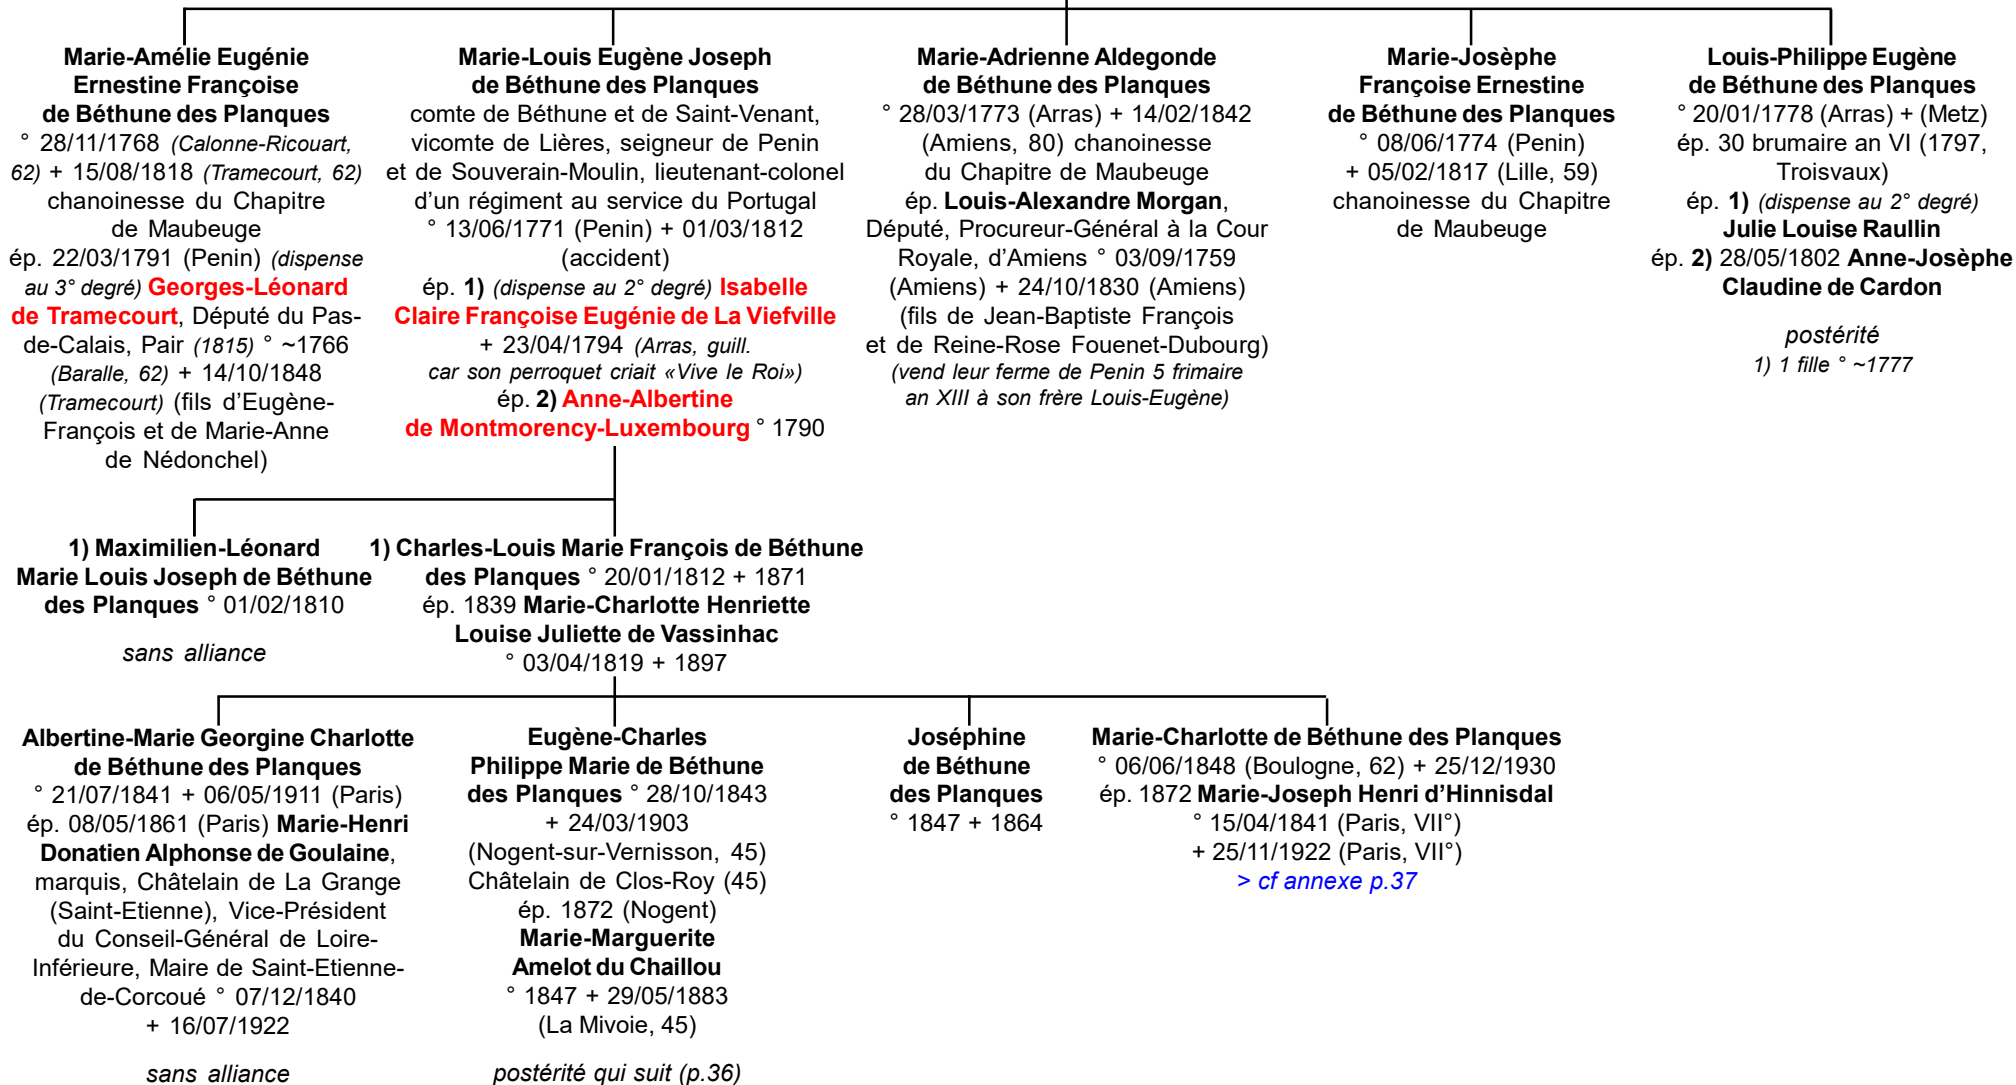 Marie-Amélie Eugénie
Ernestine Françoise
de Béthune des Planques
° 28/11/1768 (Calonne-Ricouart,
62) + 15/08/1818 (Tramecourt, 62)
chanoinesse du Chapitre
de Maubeuge
ép. 22/03/1791 (Penin) (dispense
au 3° degré) Georges-Léonard
de Tramecourt, Député du Pas-
de-Calais, Pair (1815) ° ~1766
(Baralle, 62) + 14/10/1848
(Tramecourt) (fils d'Eugène-
François et de Marie-Anne
de Nédonchel)
Marie-Louis Eugène Joseph
de Béthune des Planques
comte de Béthune et de Saint-Venant,
vicomte de Lières, seigneur de Penin
et de Souverain-Moulin, lieutenant-colonel
d'un régiment au service du Portugal
° 13/06/1771 (Penin) + 01/03/1812
(accident)
ép. 1) (dispense au 2° degré) Isabelle
Claire Françoise Eugénie de La Viefville
+ 23/04/1794 (Arras, guill.
car son perroquet criait «Vive le Roi»)
ép. 2) Anne-Albertine
de Montmorency-Luxembourg ° 1790
Marie-Adrienne Aldegonde
de Béthune des Planques
° 28/03/1773 (Arras) + 14/02/1842
(Amiens, 80) chanoinesse
du Chapitre de Maubeuge
ép. Louis-Alexandre Morgan,
Député, Procureur-Général à la Cour
Royale, d'Amiens ° 03/09/1759
(Amiens) + 24/10/1830 (Amiens)
(fils de Jean-Baptiste François
et de Reine-Rose Fouenet-Dubourg)
(vend leur ferme de Penin 5 frimaire
an XIII à son frère Louis-Eugène)
Marie-Josèphe
Françoise Ernestine
de Béthune des Planques
° 08/06/1774 (Penin)
+ 05/02/1817 (Lille, 59)
chanoinesse du Chapitre
de Maubeuge
Louis-Philippe Eugène
de Béthune des Planques
° 20/01/1778 (Arras) + (Metz)
ép. 30 brumaire an VI (1797,
Troisvaux)
ép. 1) (dispense au 2° degré)
Julie Louise Raullin
ép. 2) 28/05/1802 Anne-Josèphe
Claudine de Cardon
postérité
1) 1 fille ° ~1777
1) Maximilien-Léonard
Marie Louis Joseph de Béthune
des Planques ° 01/02/1810
sans alliance
1) Charles-Louis Marie François de Béthune
des Planques ° 20/01/1812 + 1871
ép. 1839 Marie-Charlotte Henriette
Louise Juliette de Vassinhac
° 03/04/1819 + 1897
Albertine-Marie Georgine Charlotte
de Béthune des Planques
° 21/07/1841 + 06/05/1911 (Paris)
ép. 08/05/1861 (Paris) Marie-Henri
Donatien Alphonse de Goulaine,
marquis, Châtelain de La Grange
(Saint-Etienne), Vice-Président
du Conseil-Général de Loire-
Inférieure, Maire de Saint-Etienne-
de-Corcoué ° 07/12/1840
+ 16/07/1922
sans alliance
Eugène-Charles
Philippe Marie de Béthune
des Planques ° 28/10/1843
+ 24/03/1903
(Nogent-sur-Vernisson, 45)
Châtelain de Clos-Roy (45)
ép. 1872 (Nogent)
Marie-Marguerite
Amelot du Chaillou
° 1847 + 29/05/1883
(La Mivoie, 45)
postérité qui suit (p.36)
Joséphine
de Béthune
des Planques
° 1847 + 1864
Marie-Charlotte de Béthune des Planques
° 06/06/1848 (Boulogne, 62) + 25/12/1930
ép. 1872 Marie-Joseph Henri d'Hinnisdal
° 15/04/1841 (Paris, VII°)
+ 25/11/1922 (Paris, VII°)
> cf annexe p.37